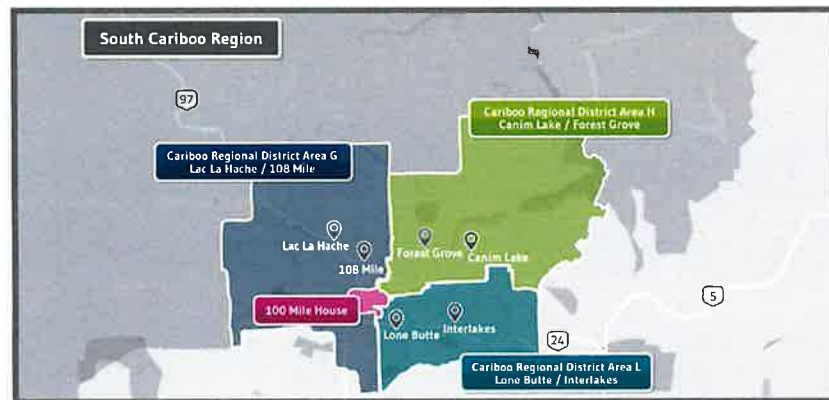 South Cariboo Region
97
Cariboo Regional District Area H
Canim Lake / Forest Grove
Cariboo Regional District Area G
Lac La Hache / 108 Mile
Lac La Hache
108 Mile
Forest Grove
Canim Lake
100 Mile House
Lone Butte
Interlakes
5
24
Cariboo Regional District Area L
Lone Butte / Interlakes